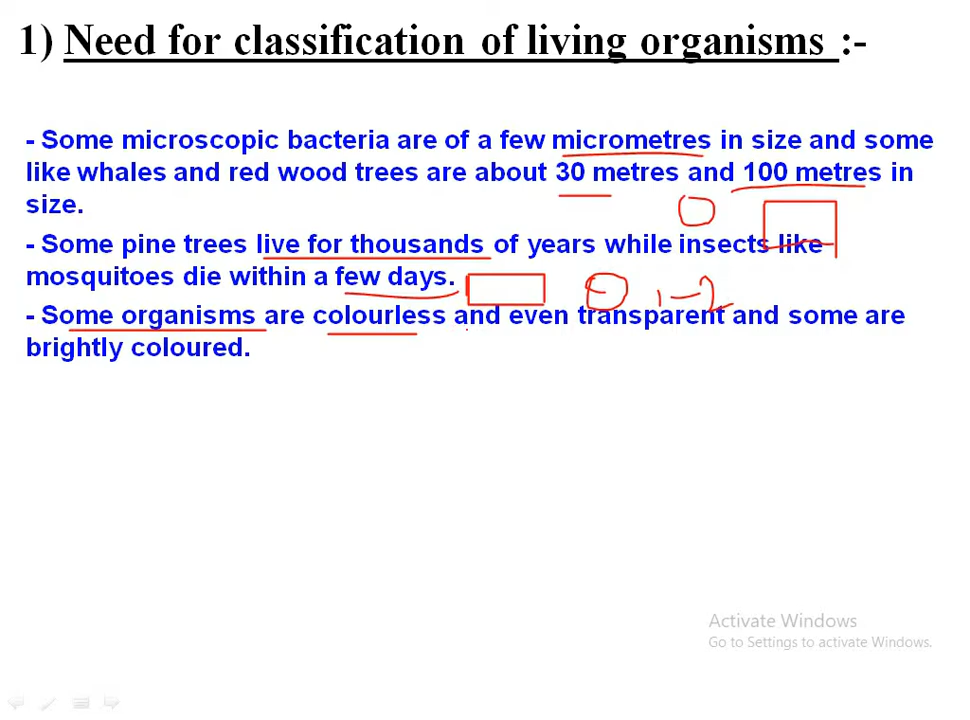 1) Need for classification of living organisms :-
- Some microscopic bacteria are of a few micrometres in size and some
like whales and red wood trees are about 30 metres and 100 metres in
size.
- Some pine trees live for thousands of years while insects like
mosquitoes die within a few days.
1-2
- Some organisms are colourless and even transparent and some are
brightly coloured.
Activate Windows
Go to Settings to activate Windows.